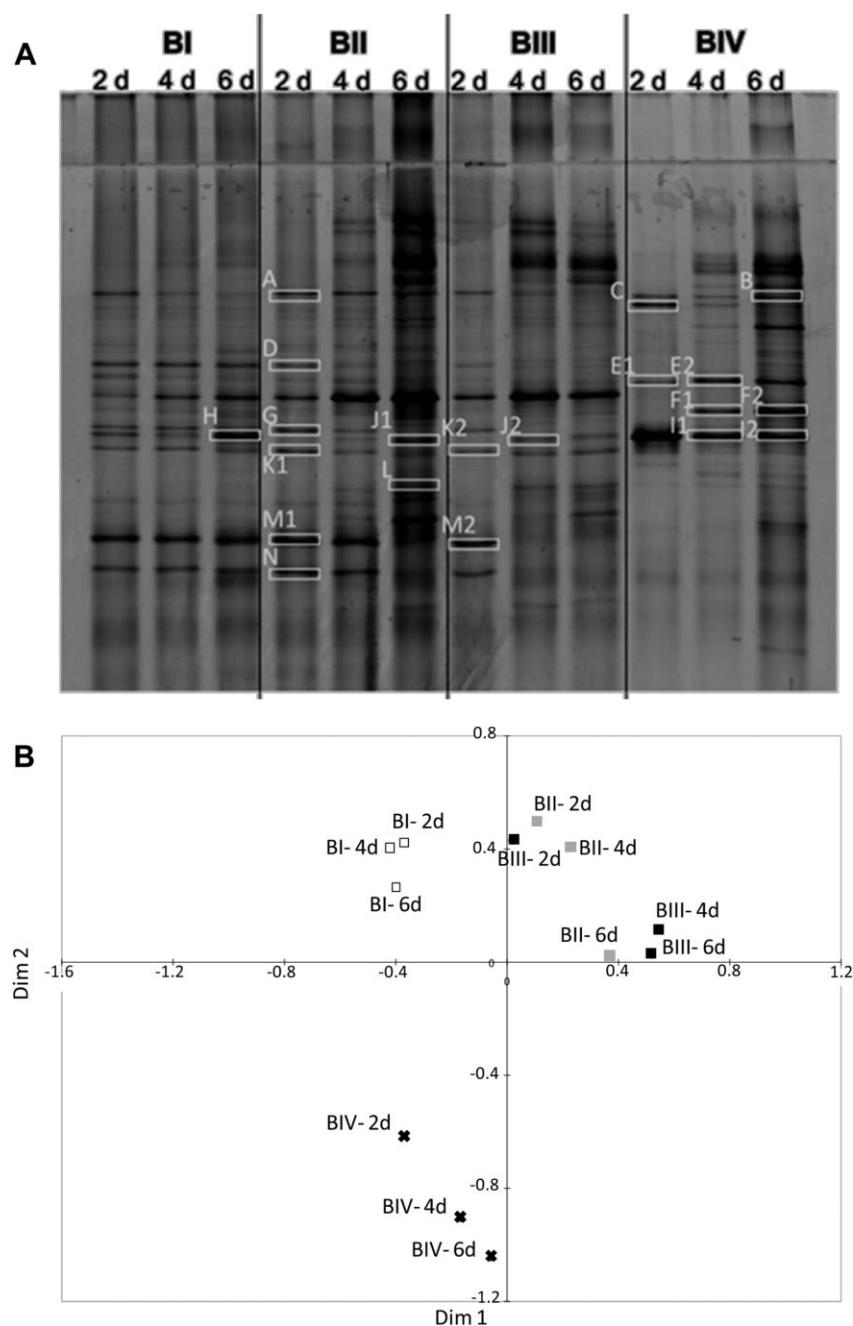 A
BI BII BIII BIV
2 d 4 d 6 d 2 d 4 d 6 d 2 d 4 d 6 d 2 d 4 d 6 d
A C B
D E1 E2
H G J1 K2 J2 F1 F2
K1 I1 I2
L
M1 M2
N
B
0.8
BII- 2d
BI- 2d
BI- 4d 0.4 BIII- 2d BII- 4d
BI- 6d
BIII- 4d
BII- 6d BIII- 6d
-1.6 -1.2 -0.8 -0.4 0 0.4 0.8 1.2
Dim 2
-0.4
BIV- 2d
-0.8
BIV- 4d
BIV- 6d
-1.2
Dim 1